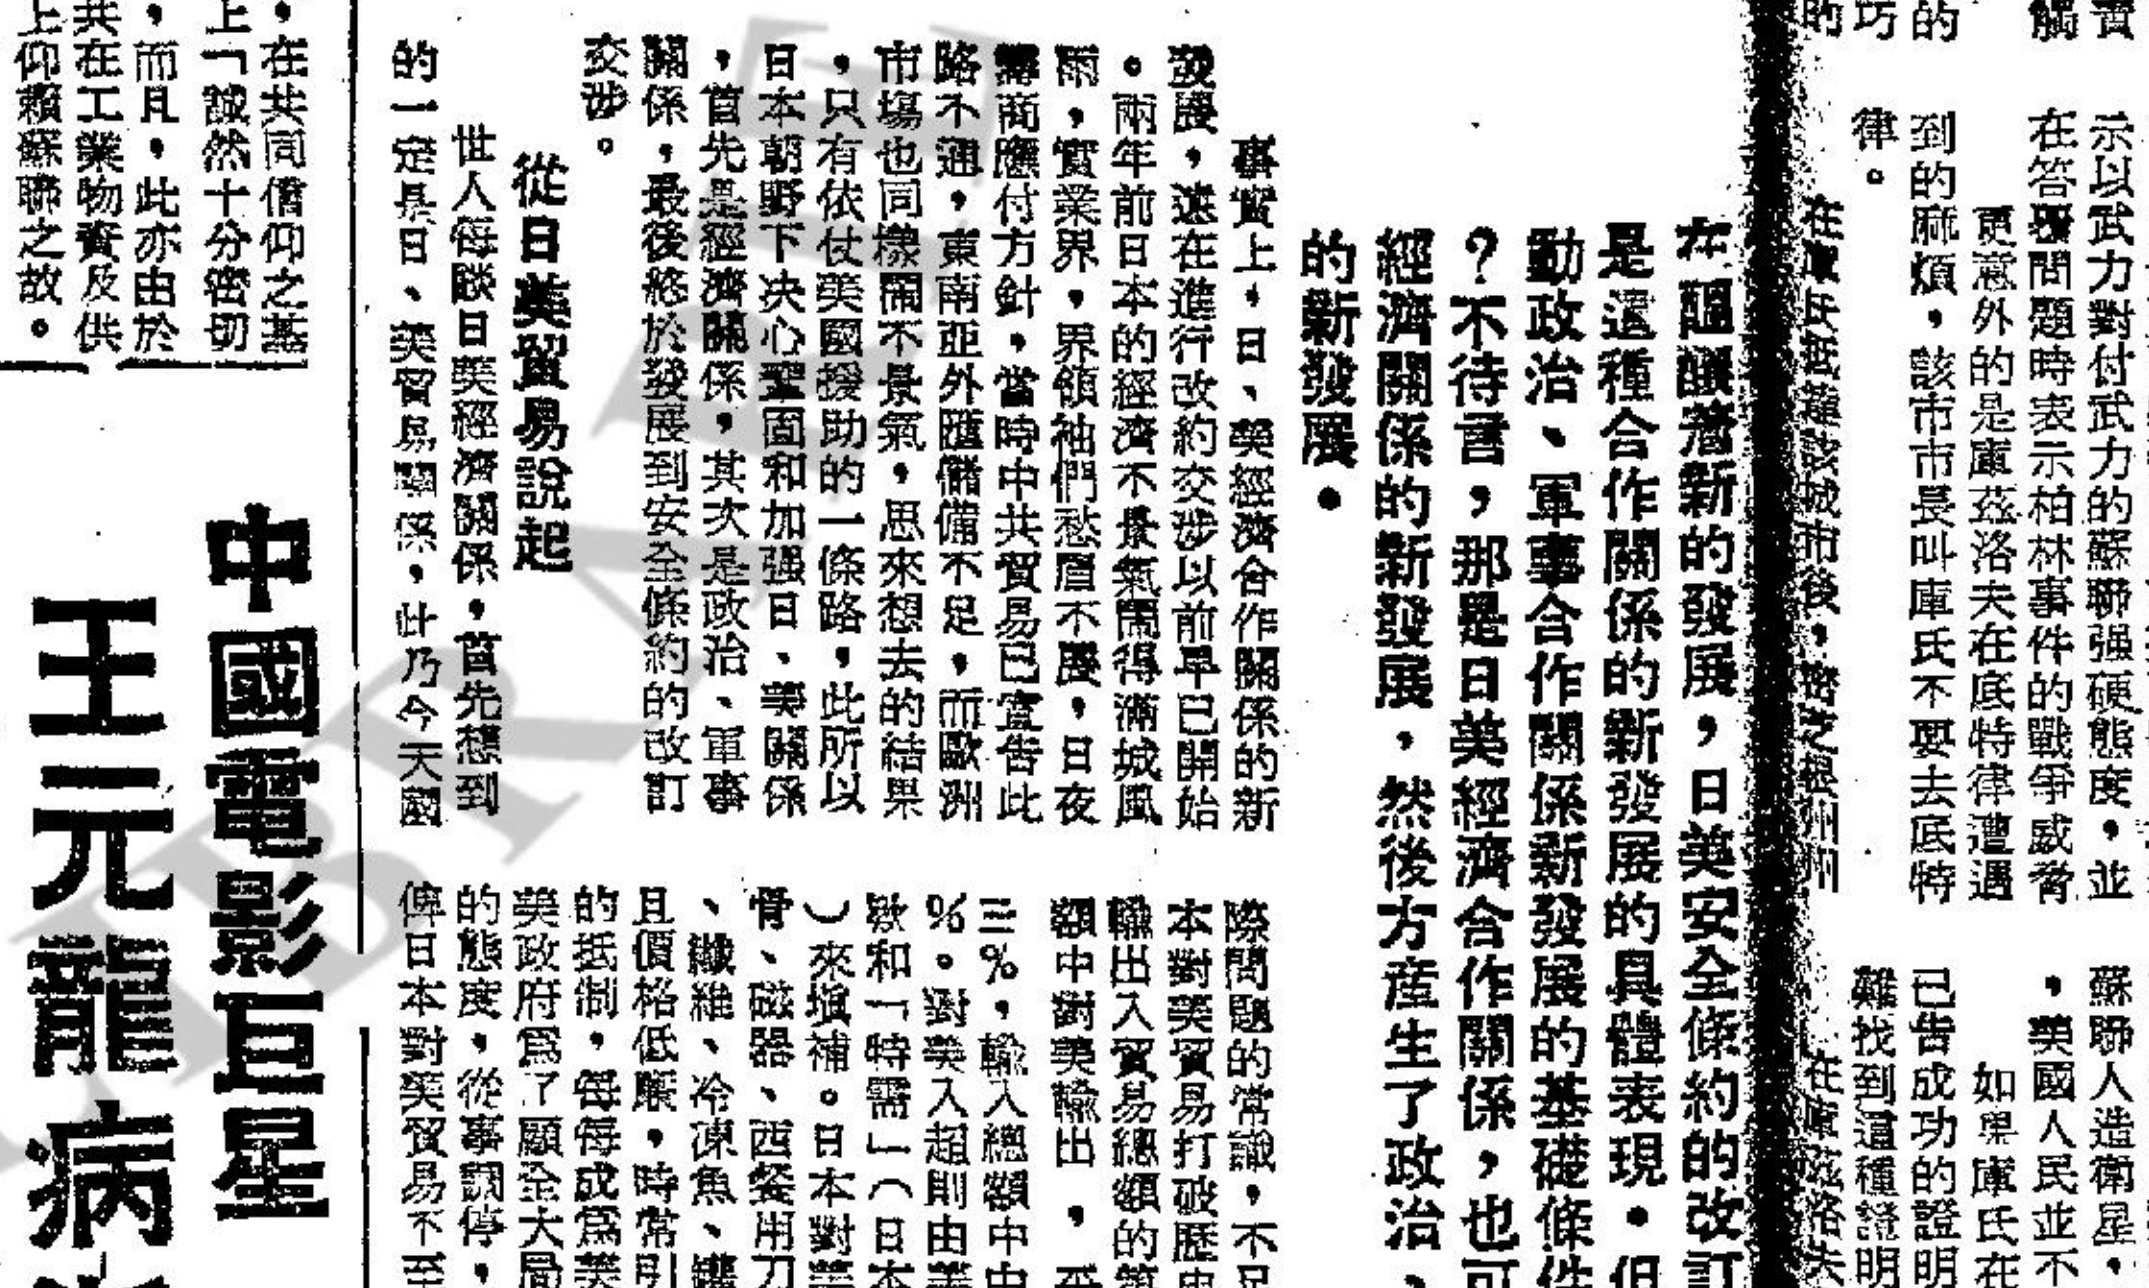 賣
觸
的
巧
的
示以武力對付武力的蘇聯强硬態度，並
在答覆問題時表示柏林事件的戰爭威脅
更意外的是庫茲洛夫在底特律遭遇
到的麻煩，該市市長叫庫氏不要去底特
律。
蘇聯人造衛星，
，美國人民並不
如果庫氏在
已告成功的證明
難找到這種證明
在醞釀着新的發展，日美安全條約的改訂
是這種合作關係的新發展的具體表現。但
動政治、軍事合作關係新發展的基礎條件
？不待言，那是日美經濟合作關係，也可
經濟關係的新發展，然後方產生了政治、
的新發展。
事實上，日、美經濟合作關係的新
發展，遠在進行改約交涉以前早已開始
。兩年前日本的經濟不景氣鬧得滿城風
雨，實業界，界領袖們愁眉不展，日夜
籌商應付方針，當時中共貿易已宣告此
路不通，東南亞外匯儲備不足，而歐洲
市場也同樣鬧不景氣，思來想去的結果
，只有依仗美國援助的一條路，此所以
日本朝野下決心鞏固和加强日、美關係
，首先是經濟關係，其次是政治、軍事
關係，最後終於發展到安全條約的改訂
交涉。
從日美貿易說起
世人每談日美經濟關係，首先想到
的一定是日、美貿易關係，此乃今天國
際問題的常識，不足
本對美貿易打破歷史
輸出入貿易總額的第
額中對美輸出，
三％，輸入總額中由
％。對美入超則由美
欵和「特需」（日本
）來塡補。日本對美
骨、磁器、西餐用刀
、纖維、冷凍魚、罐
且價格低廉，時常引
的抵制，每每成爲美
美政府爲了顧全大局
的態度，從事調停，
俾日本對美貿易不至
，在共同信仰之基
上「誠然十分密切
，而且，此亦由於
共在工業物資及供
上仰賴蘇聯之故。
中國電影巨星
王元龍病